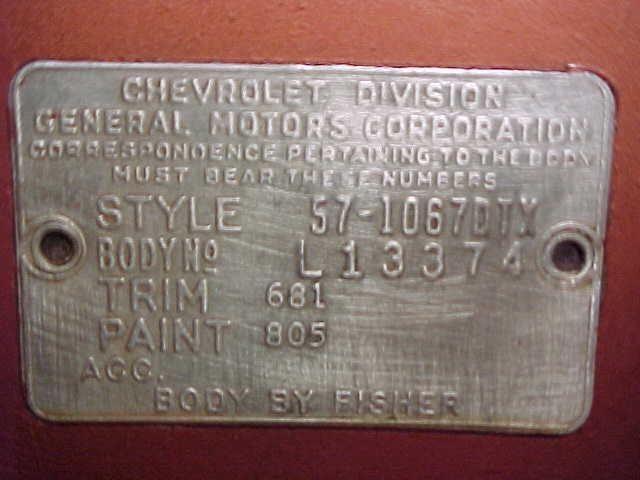 CHEVROLET DIVISION
GENERAL MOTORS CORPORATION
CORRESPONDENCE PERTAINING TO THE BODY
MUST BEAR THESE NUMBERS
STYLE 57-1067DTX
BODY Nº L13374
TRIM 681
PAINT 805
ACC.
BODY BY FISHER